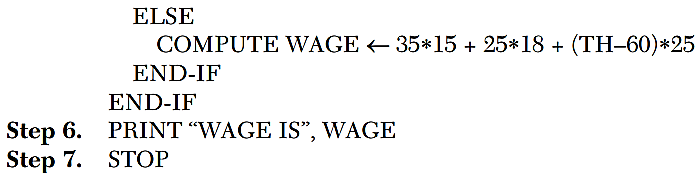 ELSE
COMPUTE WAGE ← 35*15 + 25*18 + (TH–60)*25
END-IF
END-IF
Step 6. PRINT “WAGE IS”, WAGE
Step 7. STOP